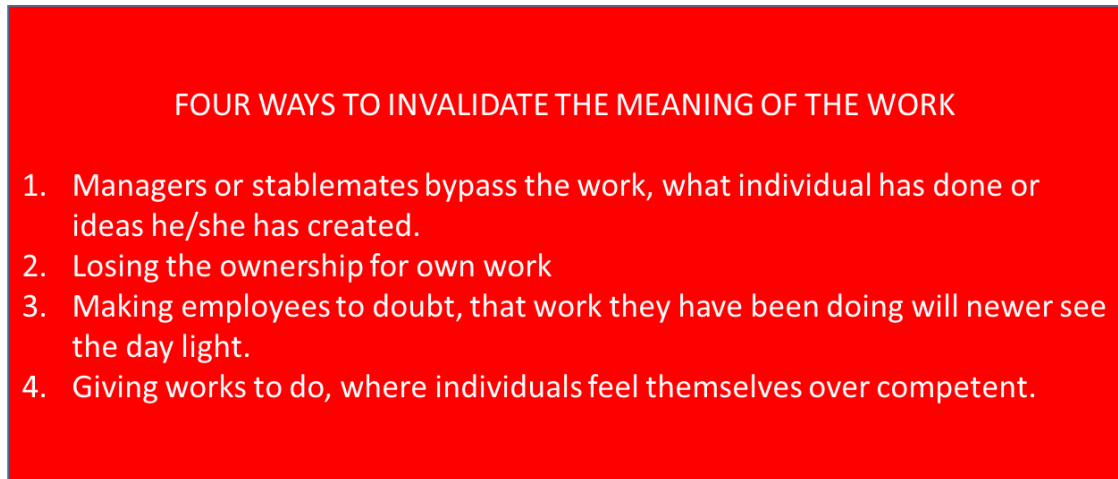 FOUR WAYS TO INVALIDATE THE MEANING OF THE WORK
1. Managers or stablemates bypass the work, what individual has done or
ideas he/she has created.
2. Losing the ownership for own work
3. Making employees to doubt, that work they have been doing will newer see
the day light.
4. Giving works to do, where individuals feel themselves over competent.